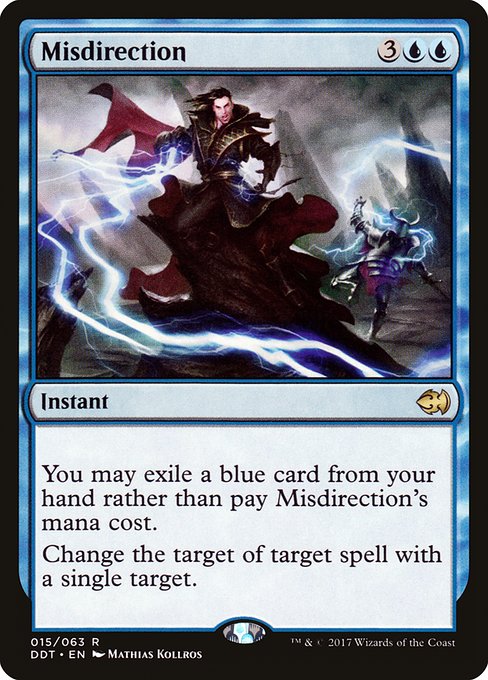 Misdirection 3
Instant
You may exile a blue card from your
hand rather than pay Misdirection's
mana cost.
Change the target of target spell with
a single target.
015/063 R
DDT • EN Mathias Kollros
™ & © 2017 Wizards of the Coast